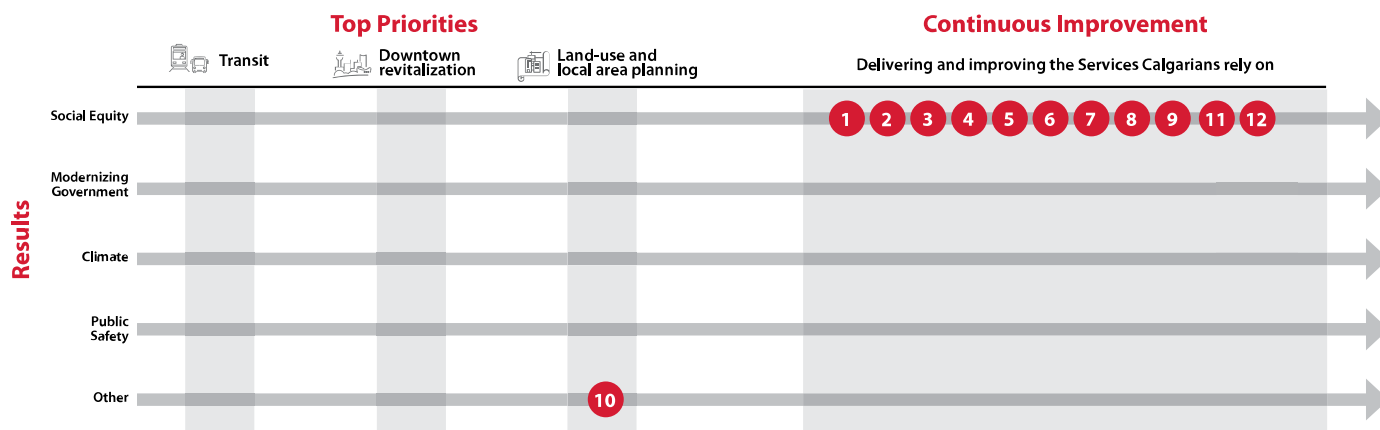 Top Priorities
Continuous Improvement
Transit
Downtown
revitalization
Land-use and
local area planning
Delivering and improving the Services Calgarians rely on
Results
Social Equity
1 2 3 4 5 6 7 8 9 11 12
Modernizing
Government
Climate
Public
Safety
Other
10